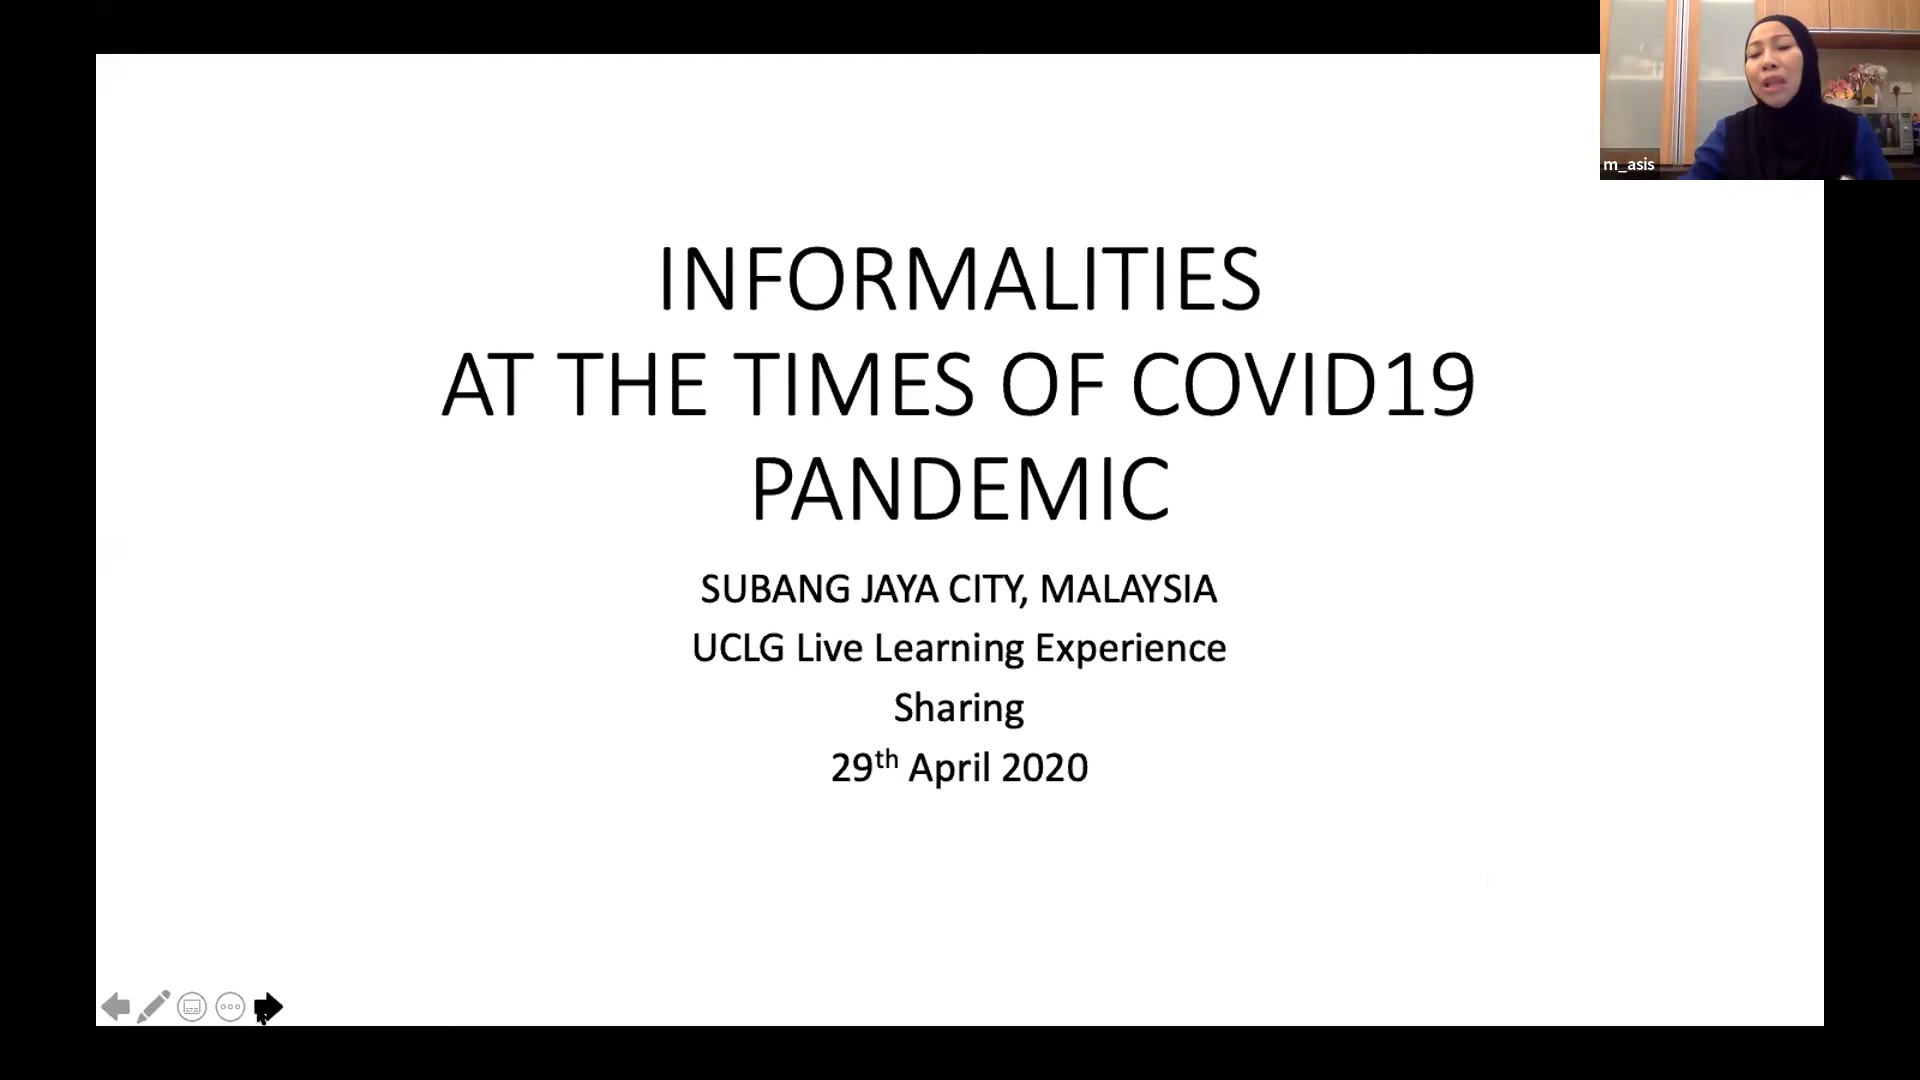 m_asis
INFORMALITIES
AT THE TIMES OF COVID19
PANDEMIC
SUBANG JAYA CITY, MALAYSIA
UCLG Live Learning Experience
Sharing
29th April 2020